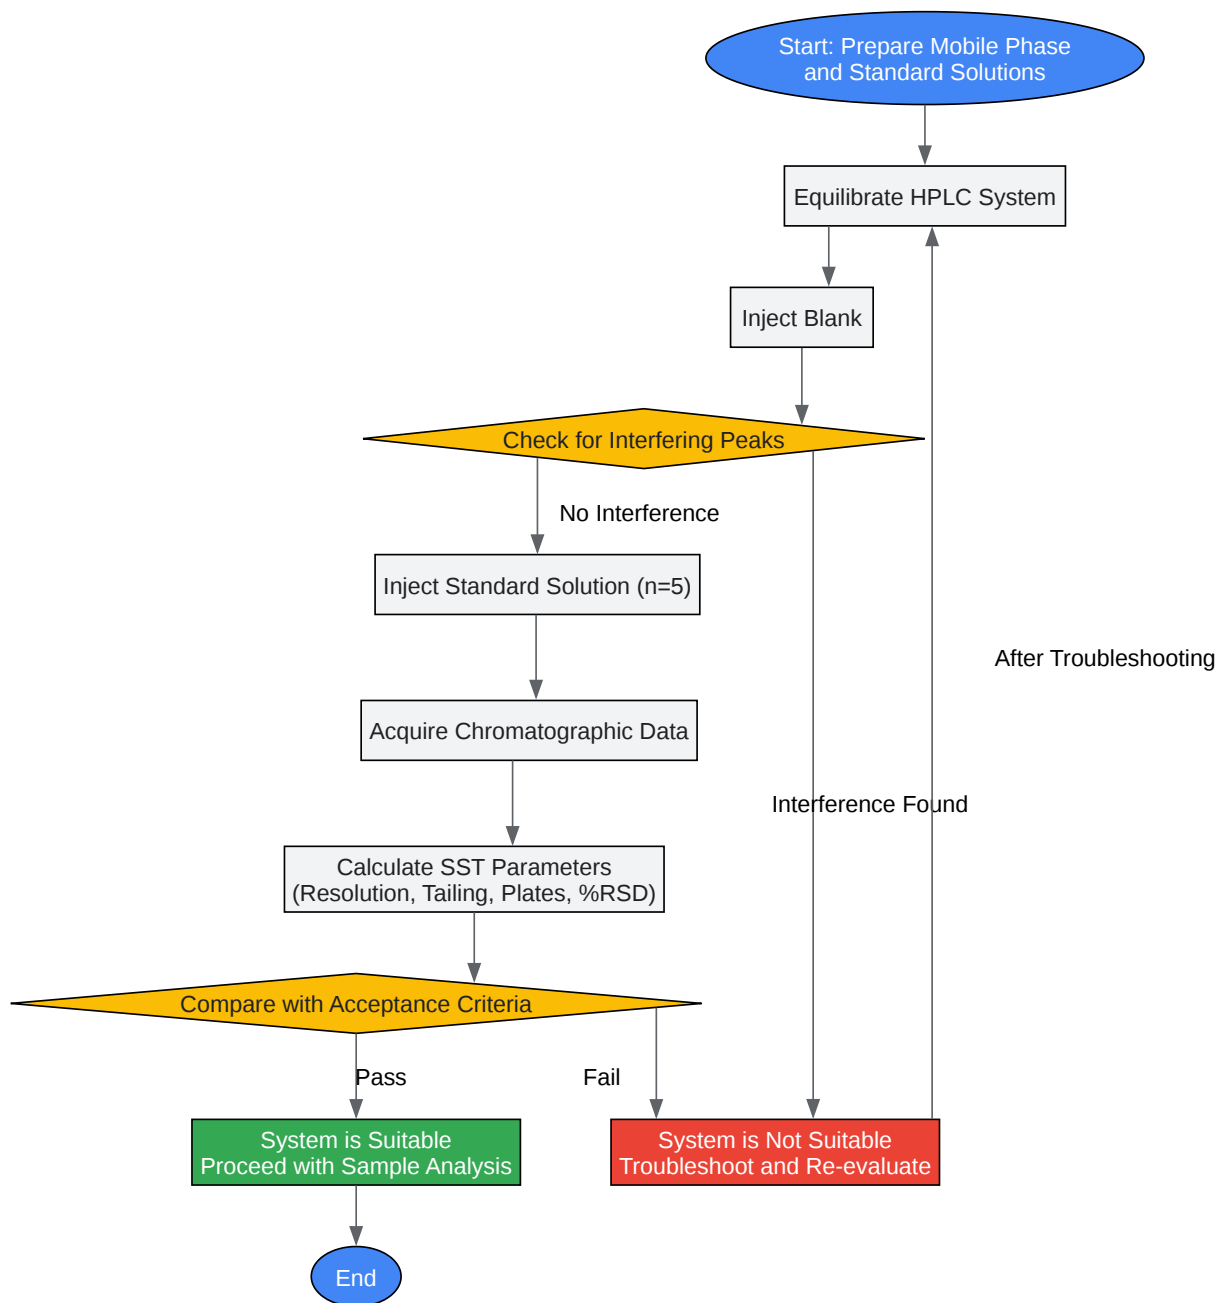 Start: Prepare Mobile Phase
and Standard Solutions
Equilibrate HPLC System
Inject Blank
Check for Interfering Peaks
No Interference
Inject Standard Solution (n=5)
After Troubleshooting
Acquire Chromatographic Data
Interference Found
Calculate SST Parameters
(Resolution, Tailing, Plates, %RSD)
Compare with Acceptance Criteria
Pass
Fail
System is Suitable
Proceed with Sample Analysis
System is Not Suitable
Troubleshoot and Re-evaluate
End